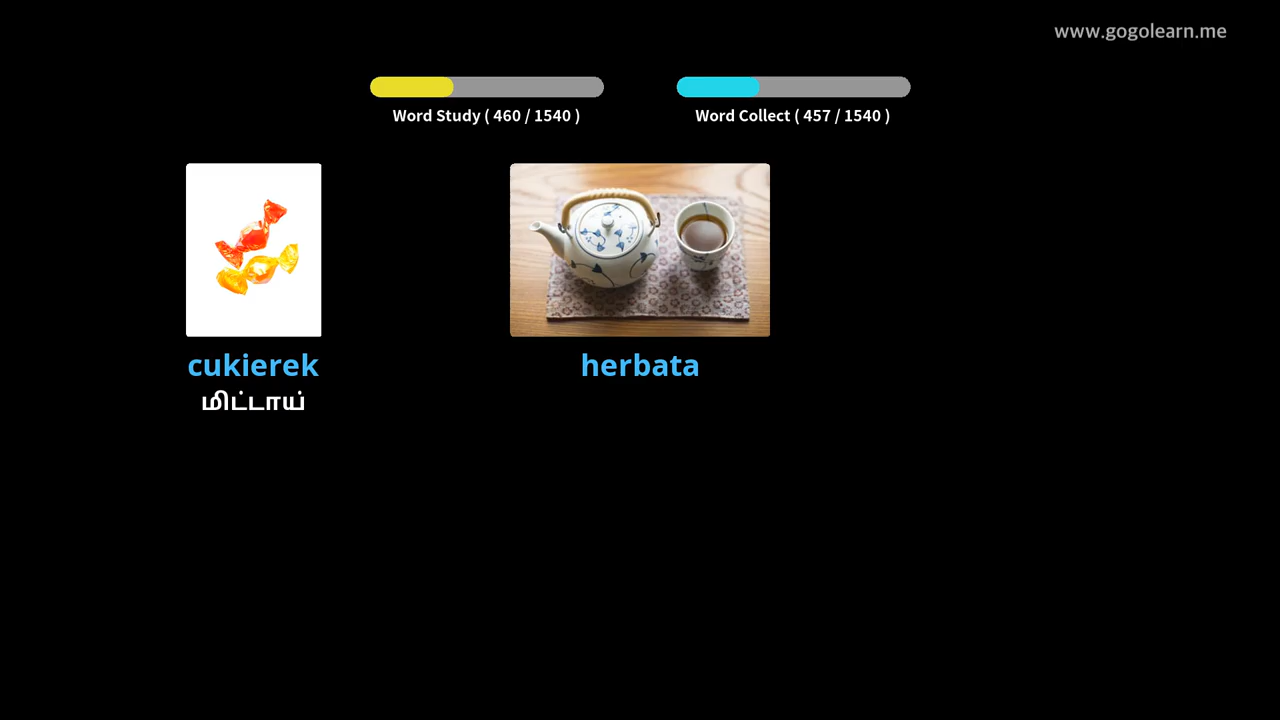 www.gogolearn.me
Word Study ( 460 / 1540 )
Word Collect ( 457 / 1540 )
cukierek
மிட்டாய்
herbata